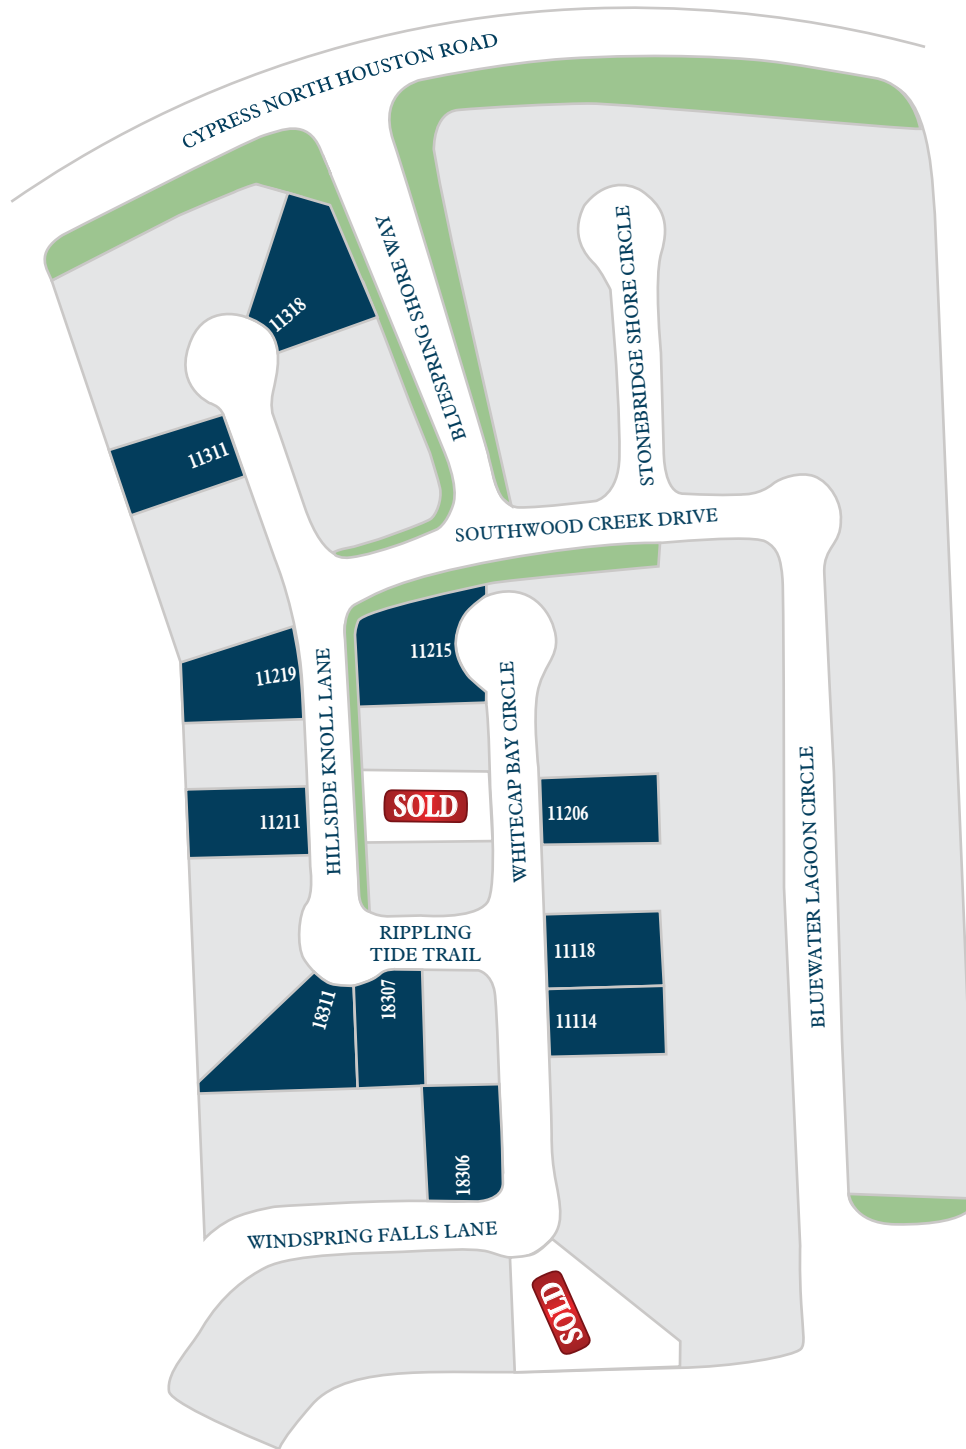 CYPRESS NORTH HOUSTON ROAD
BLUESPRING SHORE WAY
STONEBRIDGE SHORE CIRCLE
11318
11311
SOUTHWOOD CREEK DRIVE
11219
11215
HILLSIDE KNOLL LANE
WHITECAP BAY CIRCLE
BLUEWATER LAGOON CIRCLE
11211
SOLD
11206
RIPPLING
TIDE TRAIL
11118
18311
18307
11114
18306
WINDSPRING FALLS LANE
SOLD